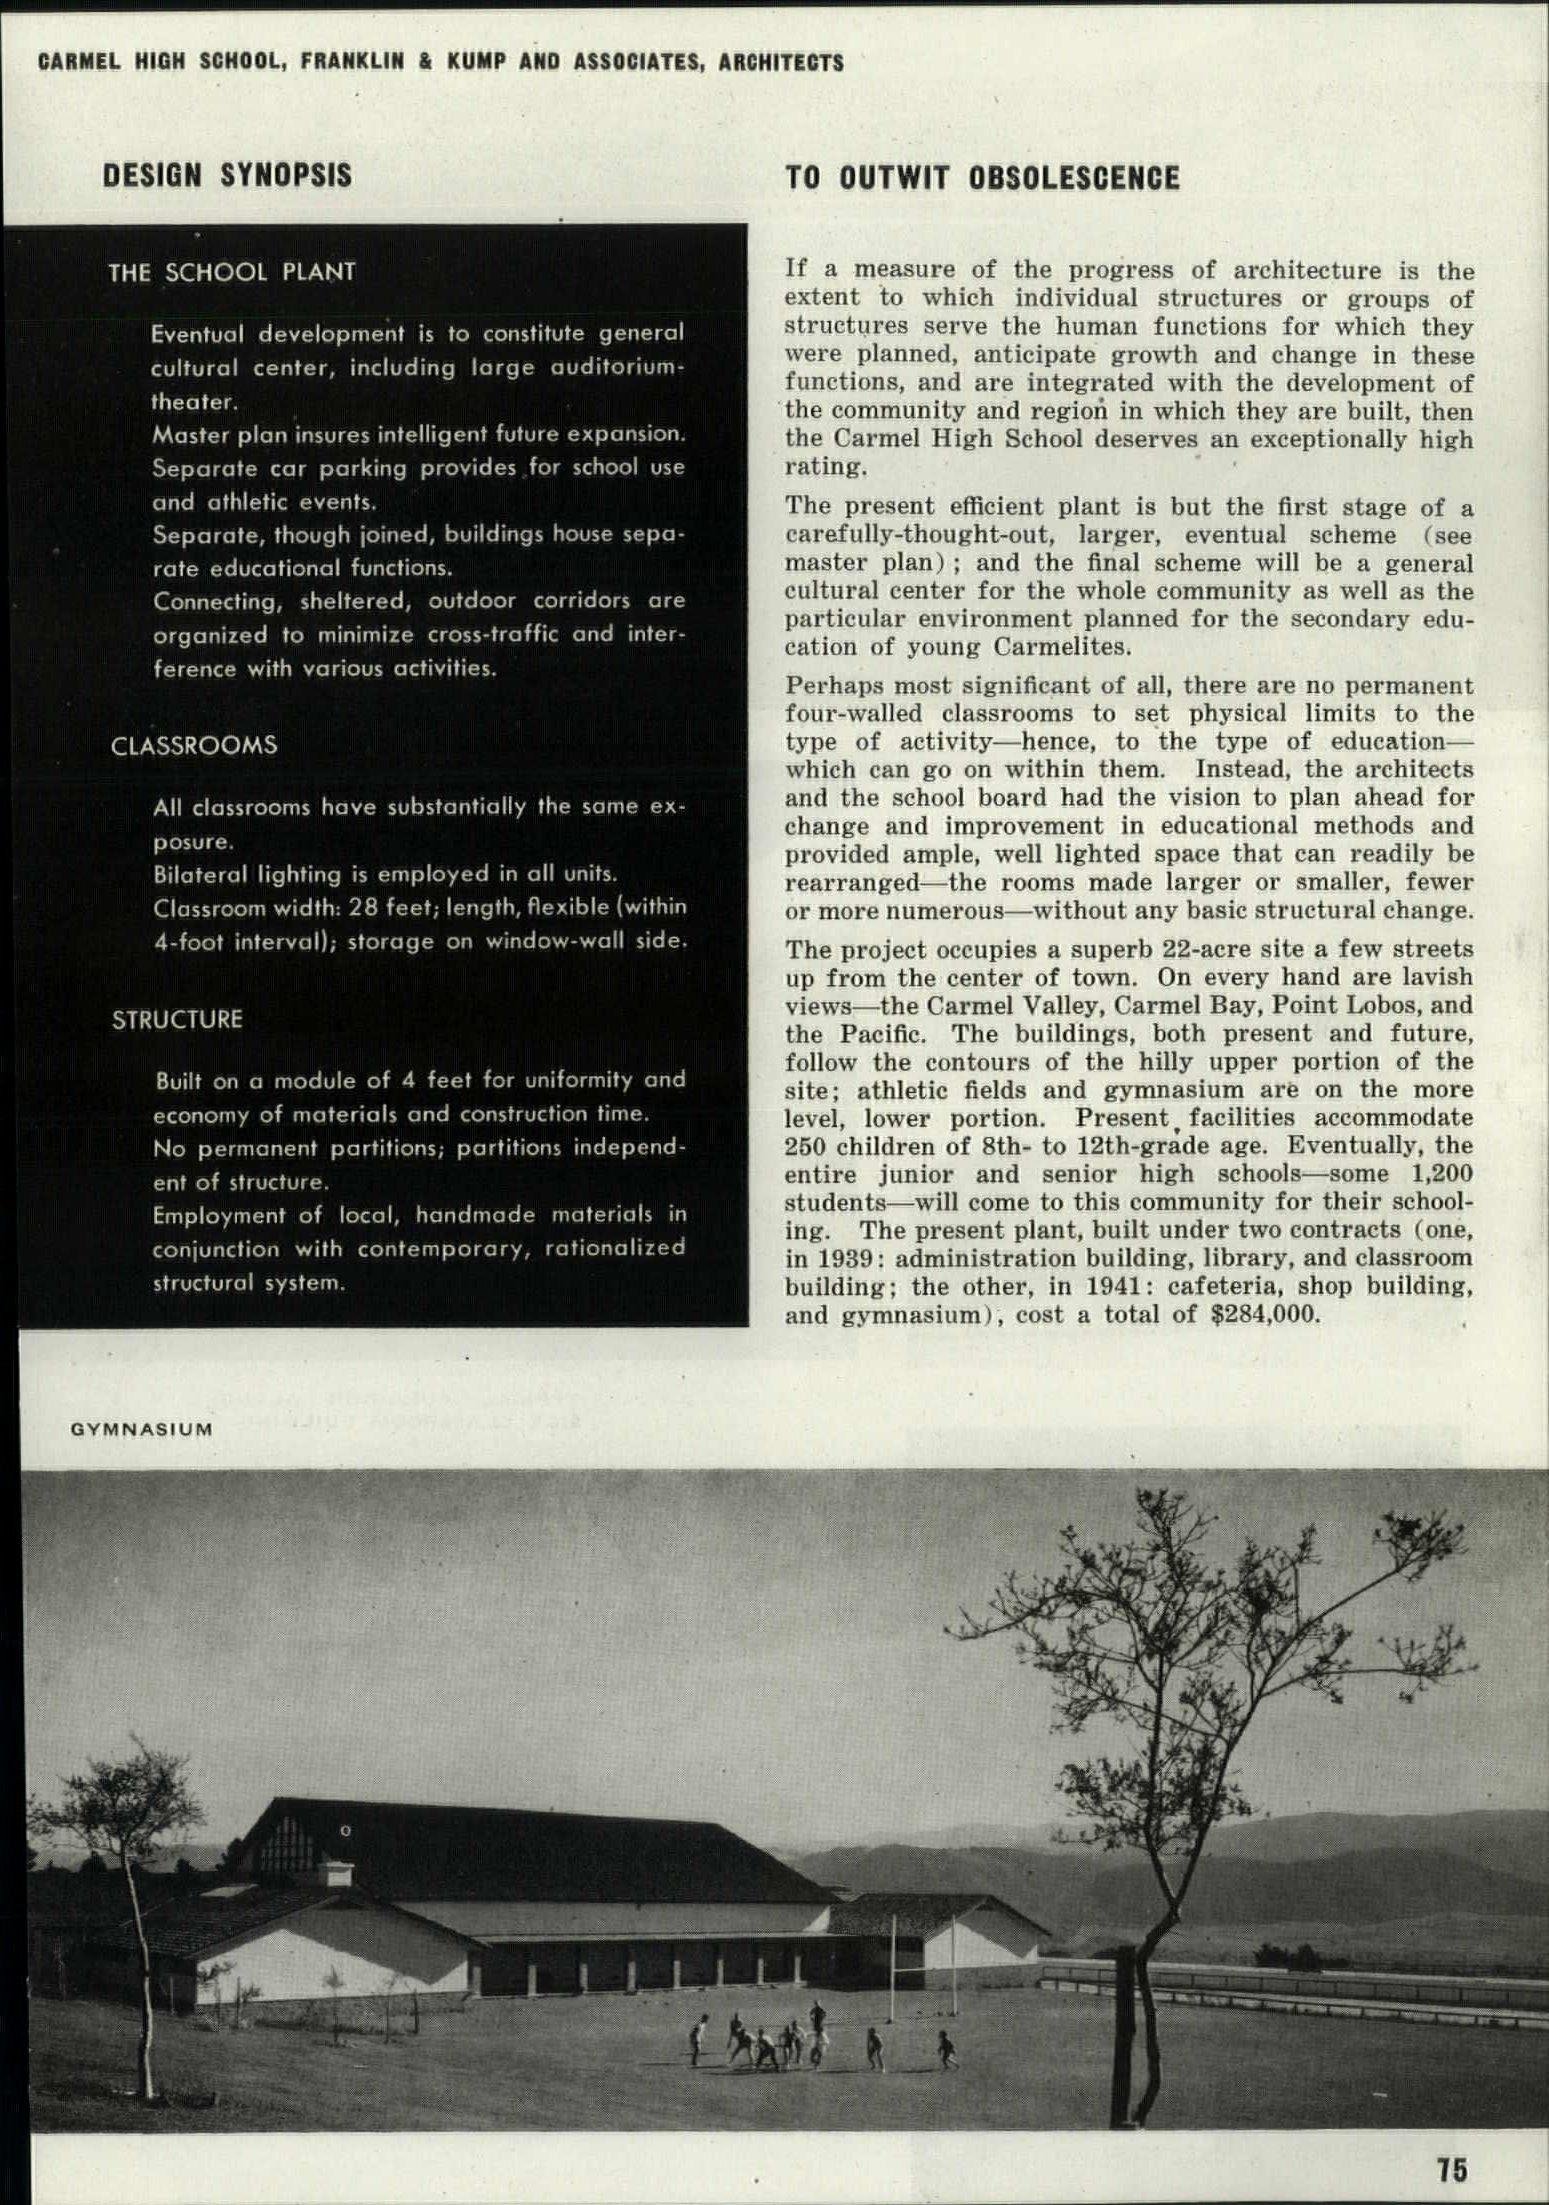 CARMEL HIGH SCHOOL, FRANKLIN & KUMP AND ASSOCIATES, ARCHITECTS
DESIGN SYNOPSIS
THE SCHOOL PLANT
Eventual development is to constitute general
cultural center, including large auditorium-
theater.
Master plan insures intelligent future expansion.
Separate car parking provides for school use
and athletic events.
Separate, though joined, buildings house sepa-
rate educational functions.
Connecting, sheltered, outdoor corridors are
organized to minimize cross-traffic and inter-
ference with various activities.
CLASSROOMS
All classrooms have substantially the same ex-
posure.
Bilateral lighting is employed in all units.
Classroom width: 28 feet; length, flexible (within
4-foot interval); storage on window-wall side.
STRUCTURE
Built on a module of 4 feet for uniformity and
economy of materials and construction time.
No permanent partitions; partitions independ-
ent of structure.
Employment of local, handmade materials in
conjunction with contemporary, rationalized
structural system.
TO OUTWIT OBSOLESCENCE
If a measure of the progress of architecture is the
extent to which individual structures or groups of
structures serve the human functions for which they
were planned, anticipate growth and change in these
functions, and are integrated with the development of
the community and region in which they are built, then
the Carmel High School deserves an exceptionally high
rating.
The present efficient plant is but the first stage of a
carefully-thought-out, larger, eventual scheme (see
master plan) ; and the final scheme will be a general
cultural center for the whole community as well as the
particular environment planned for the secondary edu-
cation of young Carmelites.
Perhaps most significant of all, there are no permanent
four-walled classrooms to set physical limits to the
type of activity—hence, to the type of education—
which can go on within them. Instead, the architects
and the school board had the vision to plan ahead for
change and improvement in educational methods and
provided ample, well lighted space that can readily be
rearranged—the rooms made larger or smaller, fewer
or more numerous—without any basic structural change.
The project occupies a superb 22-acre site a few streets
up from the center of town. On every hand are lavish
views—the Carmel Valley, Carmel Bay, Point Lobos, and
the Pacific. The buildings, both present and future,
follow the contours of the hilly upper portion of the
site; athletic fields and gymnasium are on the more
level, lower portion. Present facilities accommodate
250 children of 8th- to 12th-grade age. Eventually, the
entire junior and senior high schools—some 1,200
students—will come to this community for their school-
ing. The present plant, built under two contracts (one,
in 1939: administration building, library, and classroom
building; the other, in 1941: cafeteria, shop building,
and gymnasium), cost a total of $284,000.
GYMNASIUM
75